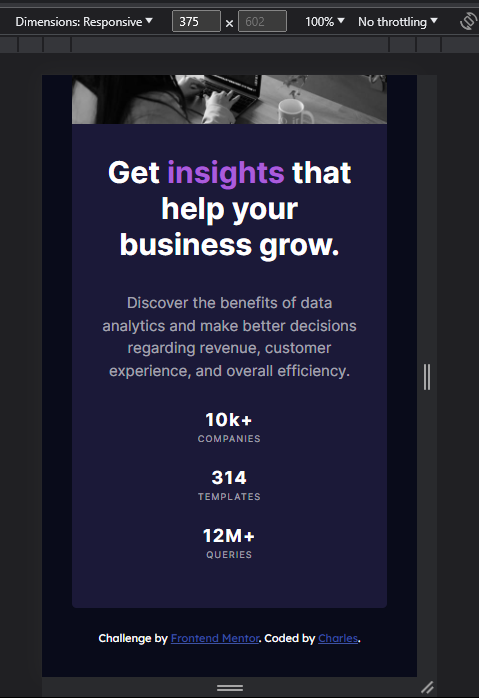 Dimensions: Responsive ▼ 375 × 602 100% ▼ No throttling ▼
Get insights that
help your
business grow.
Discover the benefits of data
analytics and make better decisions
regarding revenue, customer
experience, and overall efficiency.
10k+
COMPANIES
314
TEMPLATES
12M+
QUERIES
Challenge by Frontend Mentor. Coded by Charles.